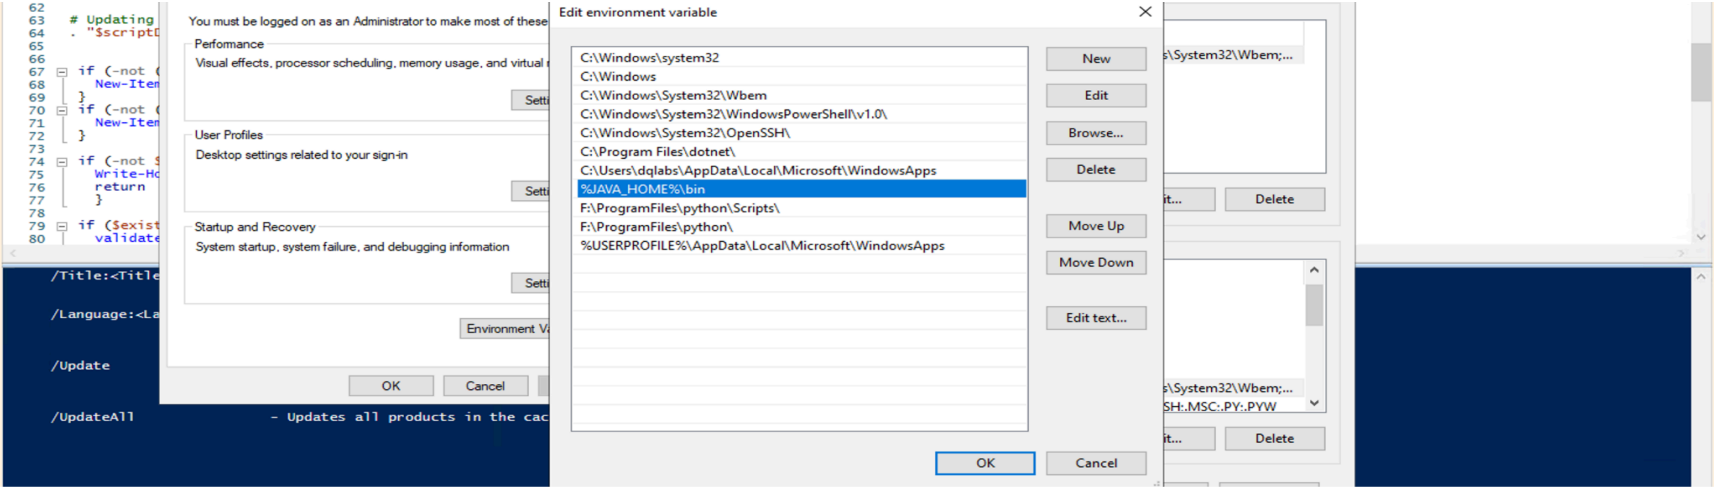 62
63 # Updating
64 . "$scriptD
65
66
67 if (-not (
68 New-Item
69 }
70 if (-not (
71 New-Item
72 }
73
74 if (-not $
75 Write-Ho
76 return
77 }
78
79 if ($exist
80 validate
/Title:<Title
/Language:<La
/Update
/UpdateAll - Updates all products in the cac
You must be logged on as an Administrator to make most of these
Performance
Visual effects, processor scheduling, memory usage, and virtual
Setti
User Profiles
Desktop settings related to your sign-in
Setti
Startup and Recovery
System startup, system failure, and debugging information
Setti
Environment Va
OK Cancel
Edit environment variable
C:\Windows\system32
C:\Windows
C:\Windows\System32\Wbem
C:\Windows\System32\WindowsPowerShell\v1.0\
C:\Windows\System32\OpenSSH\
C:\Program Files\dotnet\
C:\Users\dqlabs\AppData\Local\Microsoft\WindowsApps
%JAVA_HOME%\bin
F:\ProgramFiles\python\Scripts\
F:\ProgramFiles\python\
%USERPROFILE%\AppData\Local\Microsoft\WindowsApps
New
Edit
Browse...
Delete
Move Up
Move Down
Edit text...
OK Cancel
s\System32\Wbem;...
it... Delete
s\System32\Wbem;...
SH;.MSC;.PY;.PYW
it... Delete